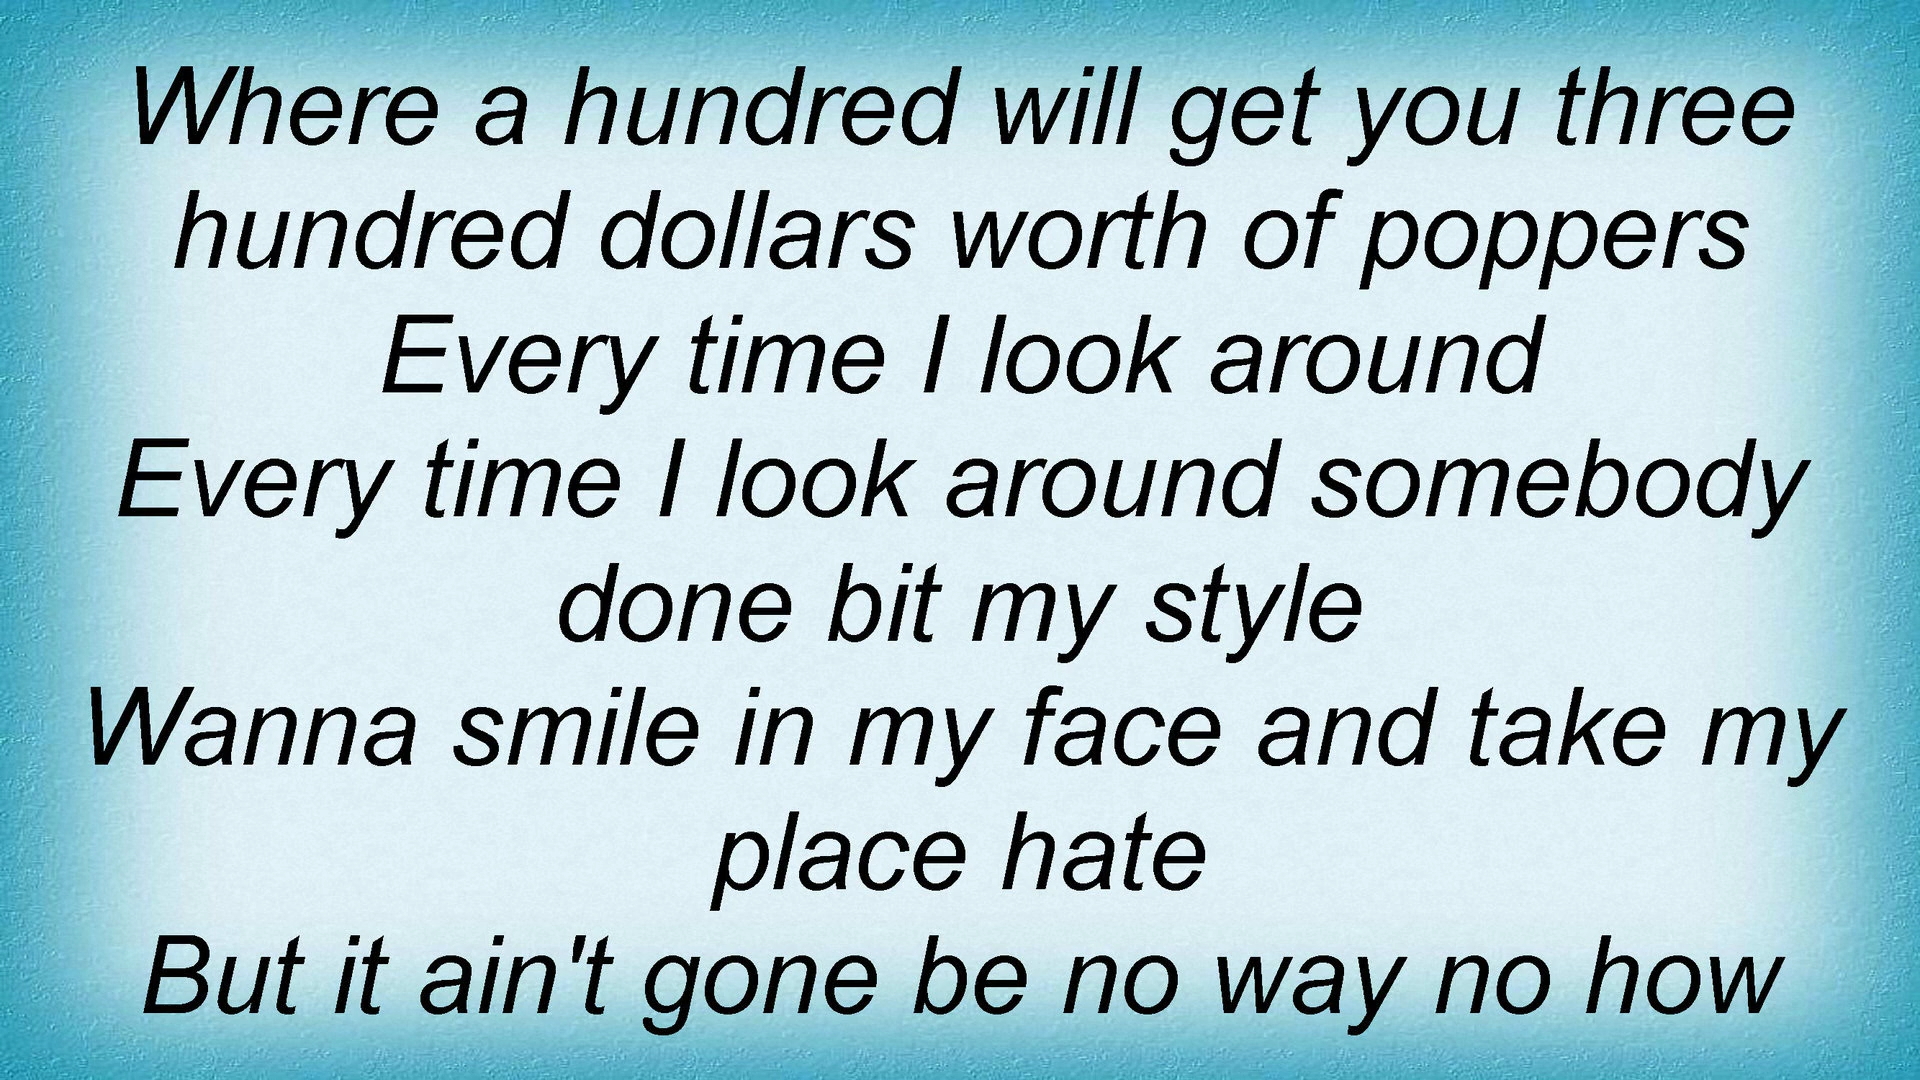 Where a hundred will get you three
hundred dollars worth of poppers
Every time I look around
Every time I look around somebody
done bit my style
Wanna smile in my face and take my
place hate
But it ain't gone be no way no how